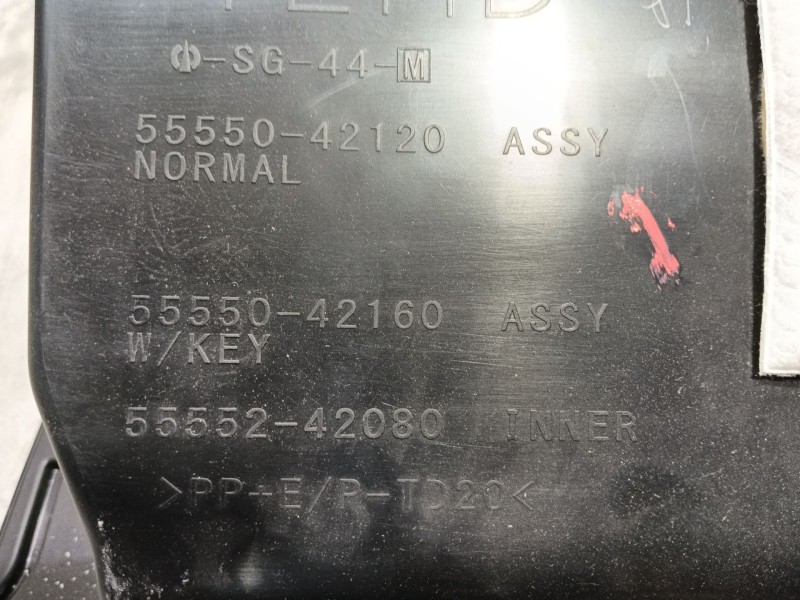 -SG-44-M
55550-42120 ASSY
NORMAL
55550-42160 ASSY
W/KEY
55552-42080 INNER
>PP-E/P-TD20<